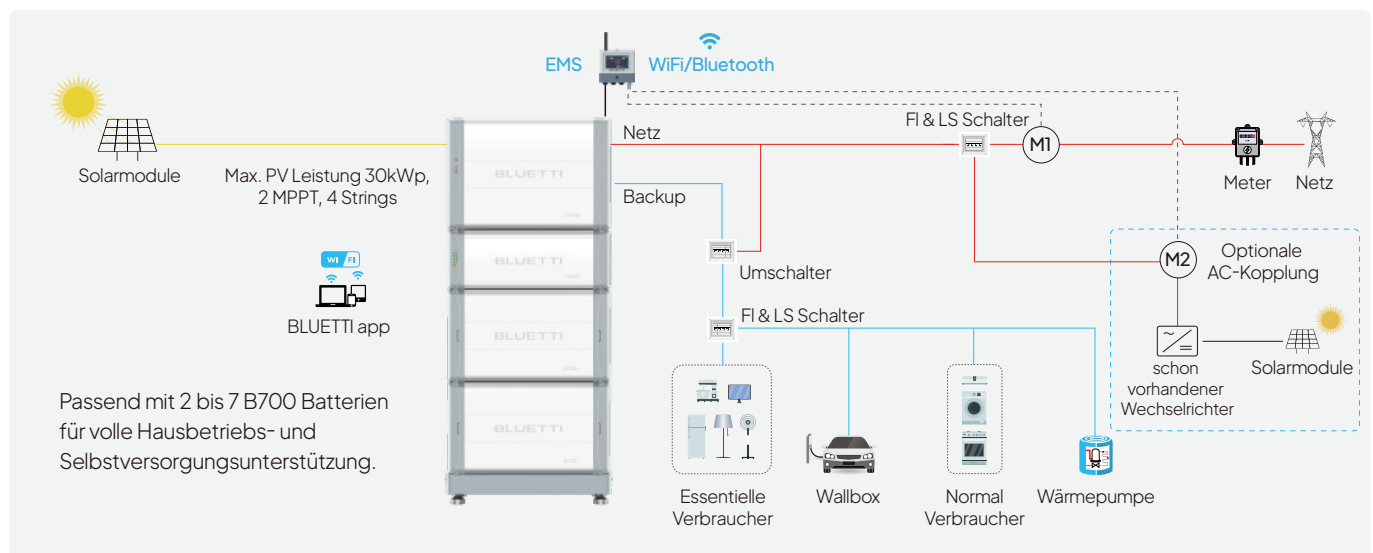 EMS
WiFi/Bluetooth
Netz
FI & LS Schalter
M1
Solarmodule
Max. PV Leistung 30kWp,
2 MPPT, 4 Strings
BLUETTI
Backup
Meter
Netz
WI FI
BLUETTI app
BLUETTI
Umschalter
M2
Optionale
AC-Kopplung
FI & LS Schalter
BLUETTI
schon
vorhandener
Wechselrichter
Solarmodule
Passend mit 2 bis 7 B700 Batterien
für volle Hausbetriebs- und
Selbstversorgungsunterstützung.
BLUETTI
Essentielle
Verbraucher
Wallbox
Normal
Verbraucher
Wärmepumpe